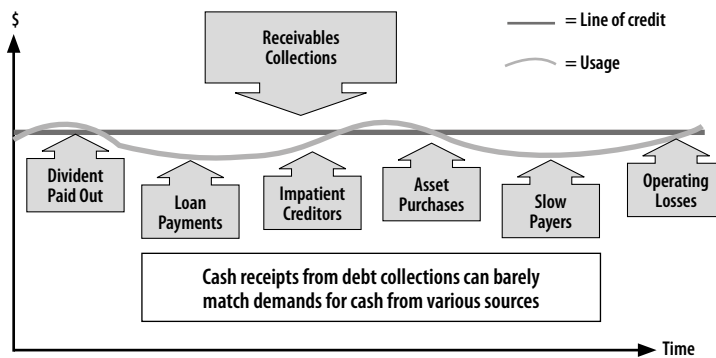 $
Receivables
Collections
= Line of credit
= Usage
Divident
Paid Out
Loan
Payments
Impatient
Creditors
Asset
Purchases
Slow
Payers
Operating
Losses
Cash receipts from debt collections can barely
match demands for cash from various sources
Time